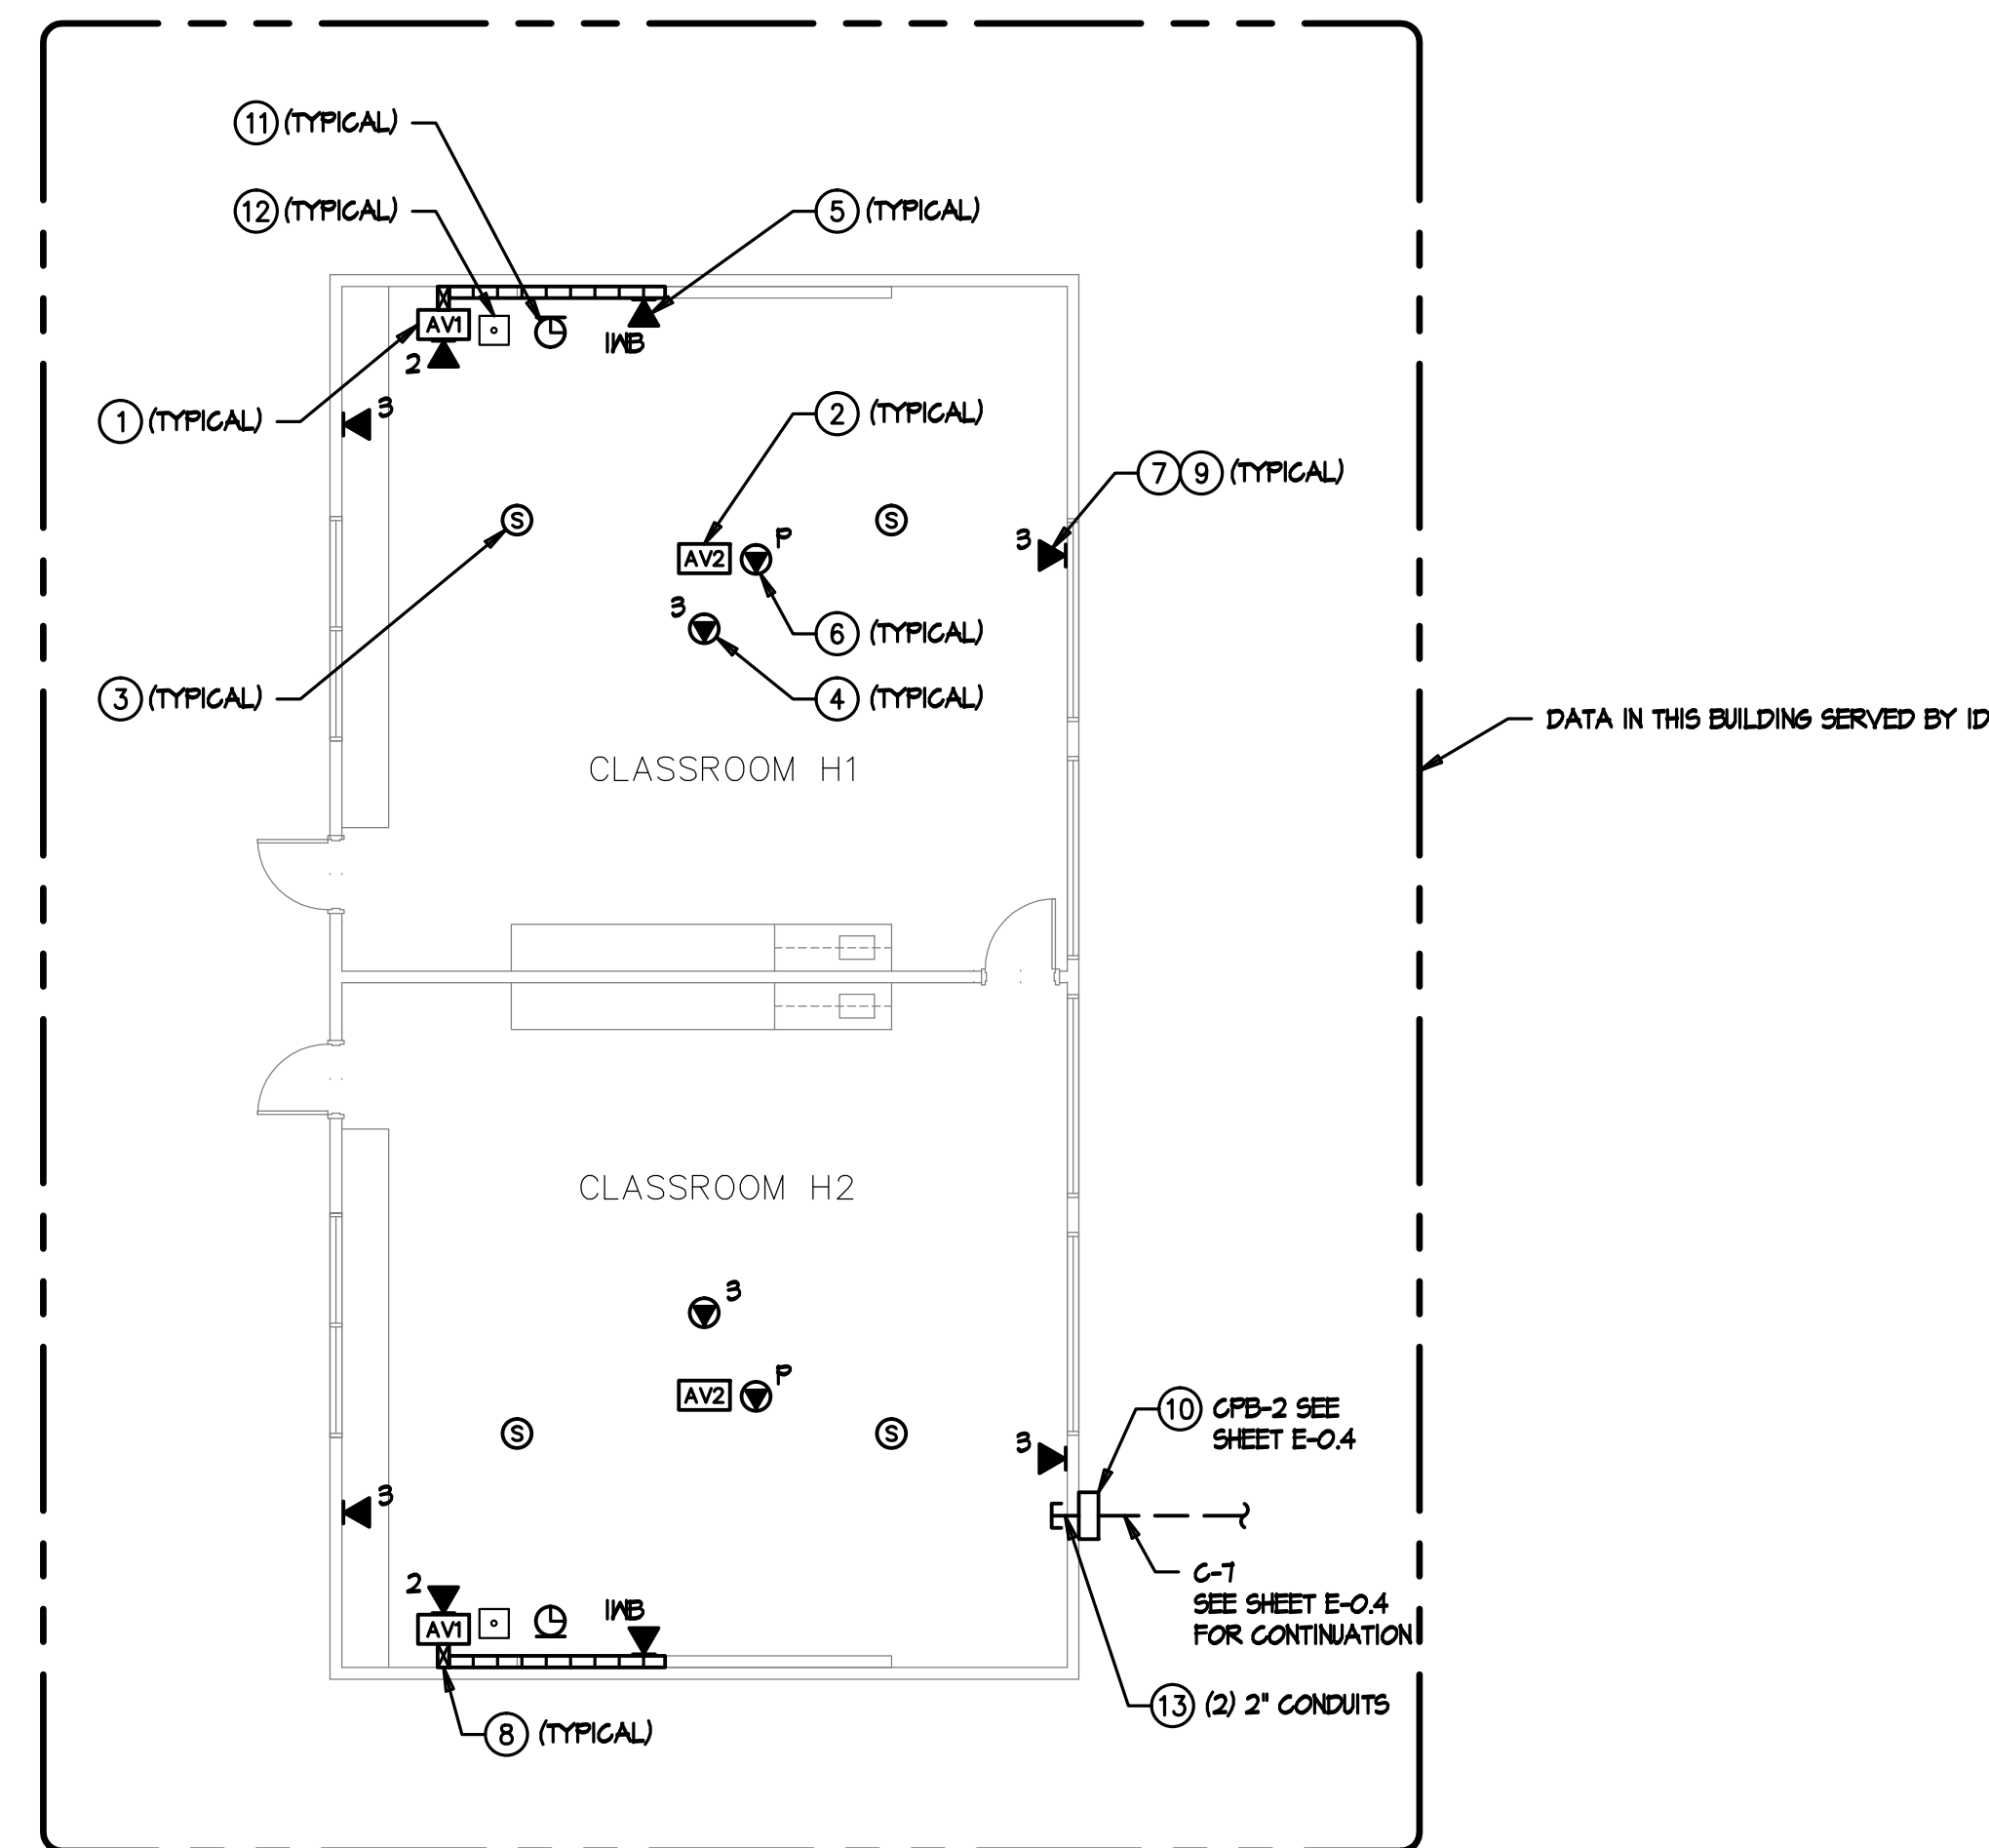 11 (TYPICAL)
12 (TYPICAL)
5 (TYPICAL)
AV1
IWB
2
3
1 (TYPICAL)
2 (TYPICAL)
7 9 (TYPICAL)
S
S
3
P
AV2
3
6 (TYPICAL)
3 (TYPICAL)
4 (TYPICAL)
DATA IN THIS BUILDING SERVED BY
CLASSROOM H1
CLASSROOM H2
3
P
AV2
10 CPB-2 SEE
SHEET E-0.4
S
S
3
3
C-7
SEE SHEET E-0.4
FOR CONTINUATION
2
AV1
IWB
13 (2) 2" CONDUITS
8 (TYPICAL)